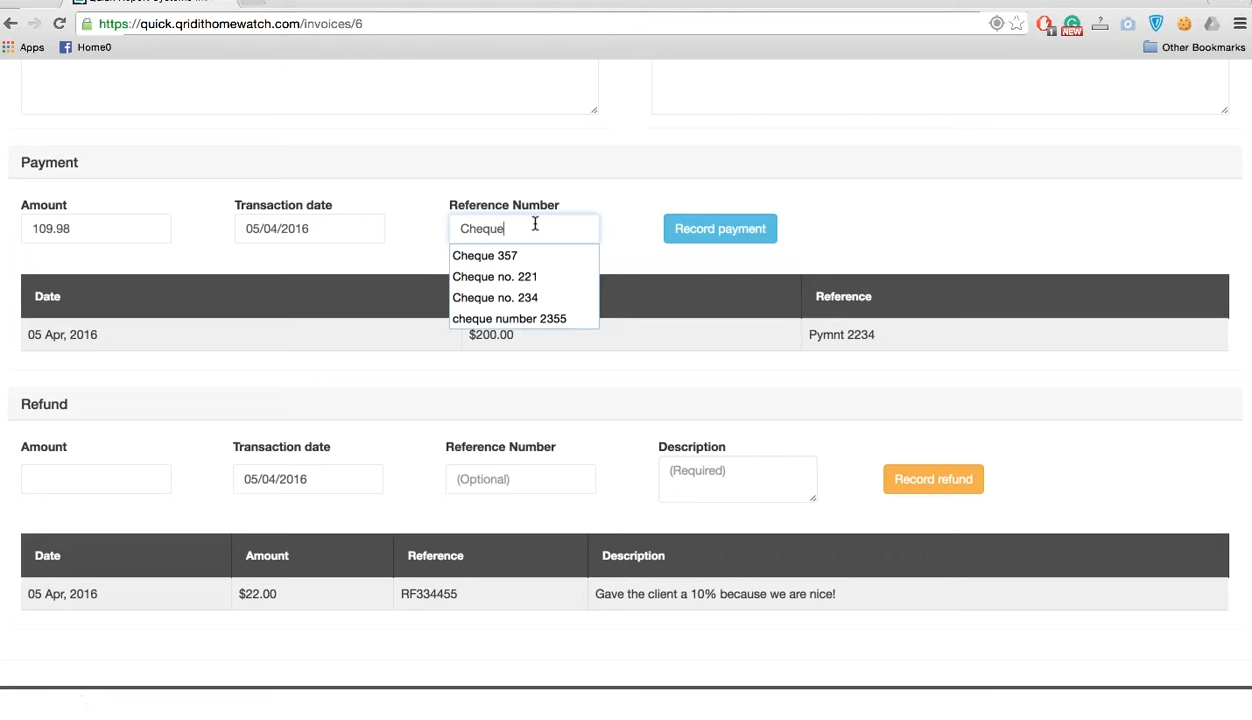 https://quick.qridithomewatch.com/invoices/6
1
NEW
Apps
Home0
Other Bookmarks
Payment
Amount
Transaction date
Reference Number
109.98
05/04/2016
Cheque
Record payment
Cheque 357
Cheque no. 221
Cheque no. 234
cheque number 2355
Date
Reference
05 Apr, 2016
$200.00
Pymnt 2234
Refund
Amount
Transaction date
Reference Number
Description
05/04/2016
(Optional)
(Required)
Record refund
Date
Amount
Reference
Description
05 Apr, 2016
$22.00
RF334455
Gave the client a 10% because we are nice!